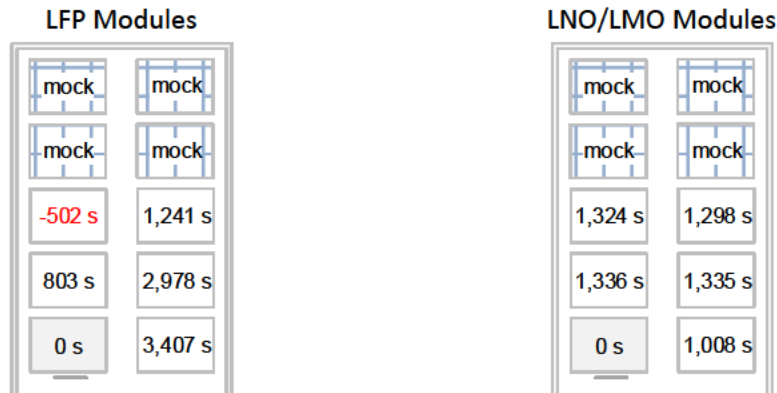 LFP Modules
mock mock
mock mock
-502 s 1,241 s
803 s 2,978 s
0 s 3,407 s
LNO/LMO Modules
mock mock
mock mock
1,324 s 1,298 s
1,336 s 1,335 s
0 s 1,008 s